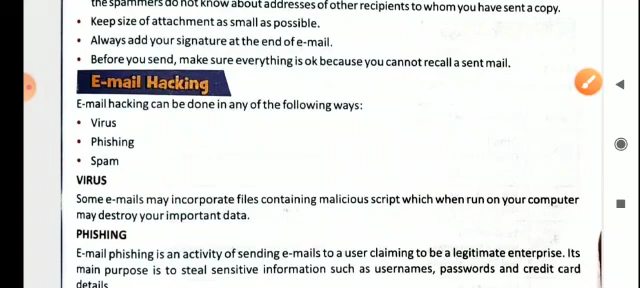 the spammers do not know about addresses of other recipients to whom you have sent a copy.
• Keep size of attachment as small as possible.
• Always add your signature at the end of e-mail.
• Before you send, make sure everything is ok because you cannot recall a sent mail.
E-mail Hacking
E-mail hacking can be done in any of the following ways:
• Virus
• Phishing
• Spam
VIRUS
Some e-mails may incorporate files containing malicious script which when run on your computer
may destroy your important data.
PHISHING
E-mail phishing is an activity of sending e-mails to a user claiming to be a legitimate enterprise. Its
main purpose is to steal sensitive information such as usernames, passwords and credit card
details